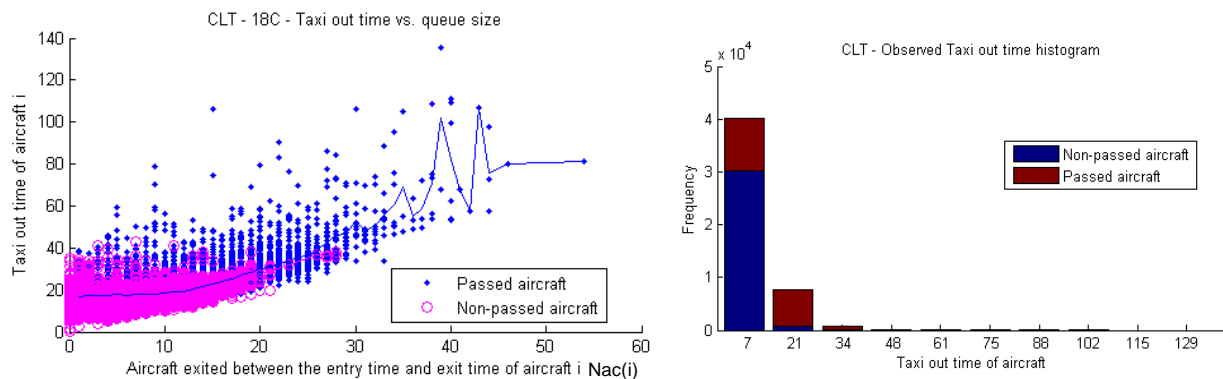 CLT - 18C - Taxi out time vs. queue size
Taxi out time of aircraft i
140
120
100
80
60
40
20
0
0 10 20 30 40 50 60
Passed aircraft
Non-passed aircraft
Aircraft exited between the entry time and exit time of aircraft i Nac(i)
CLT - Observed Taxi out time histogram
x 10^4
Frequency
5
4
3
2
1
0
Non-passed aircraft
Passed aircraft
7 21 34 48 61 75 88 102 115 129
Taxi out time of aircraft